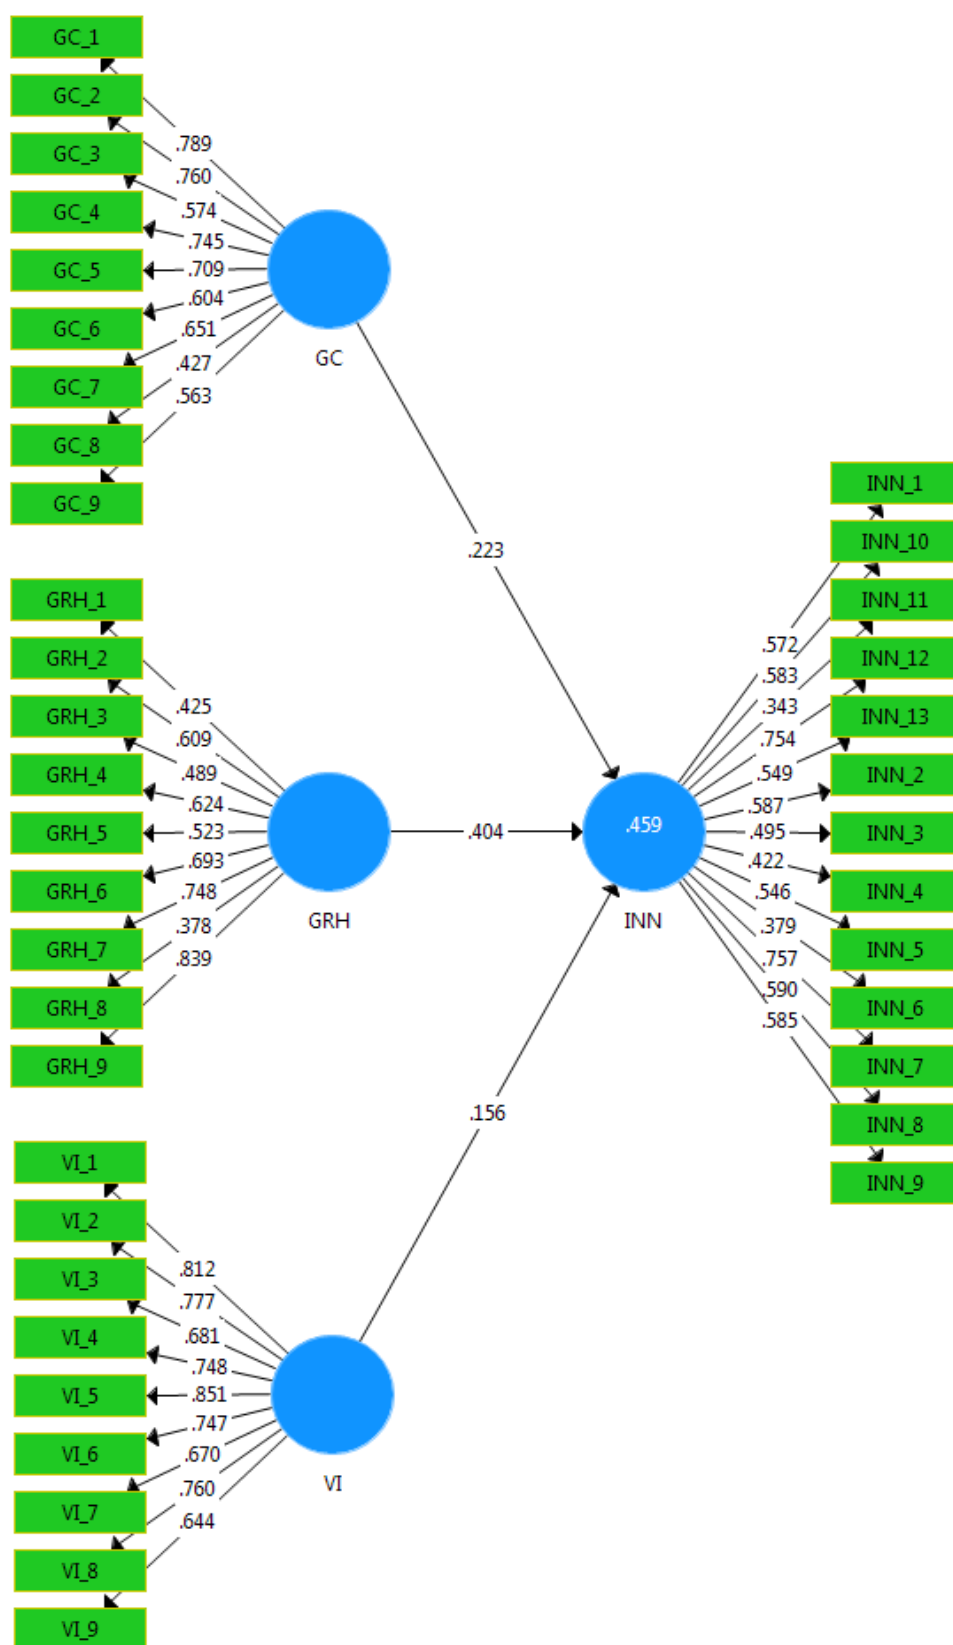 GC_1
GC_2
GC_3
GC_4
GC_5
GC_6
GC_7
GC_8
GC_9
.789
.760
.574
.745
.709
.604
.651
.427
.563
GC
.223
GRH_1
GRH_2
GRH_3
GRH_4
GRH_5
GRH_6
GRH_7
GRH_8
GRH_9
.425
.609
.489
.624
.523
.693
.748
.378
.839
GRH
.404
VI_1
VI_2
VI_3
VI_4
VI_5
VI_6
VI_7
VI_8
VI_9
.812
.777
.681
.748
.851
.747
.670
.760
.644
VI
.156
.459
INN
.572
.583
.343
.754
.549
.587
.495
.422
.546
.379
.757
.590
.585
INN_1
INN_10
INN_11
INN_12
INN_13
INN_2
INN_3
INN_4
INN_5
INN_6
INN_7
INN_8
INN_9